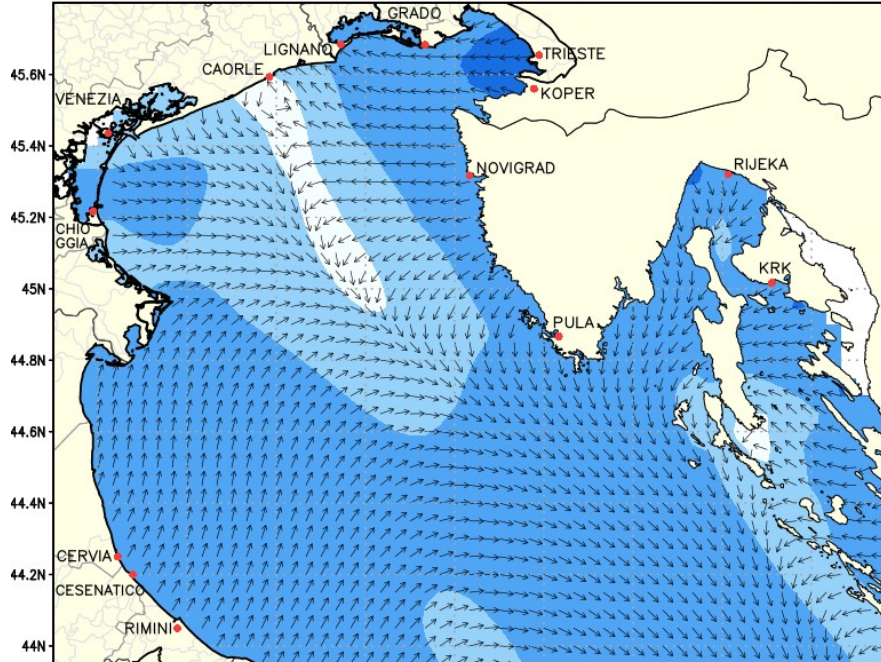 GRADO
LIGNANO
TRIESTE
45.6N
CAORLE
KOPER
VENEZIA
45.4N
NOVIGRAD
RIJEKA
45.2N
CHIO
GGIA
KRK
45N
PULA
44.8N
44.6N
44.4N
CERVIA
44.2N
CESENATICO
RIMINI
44N